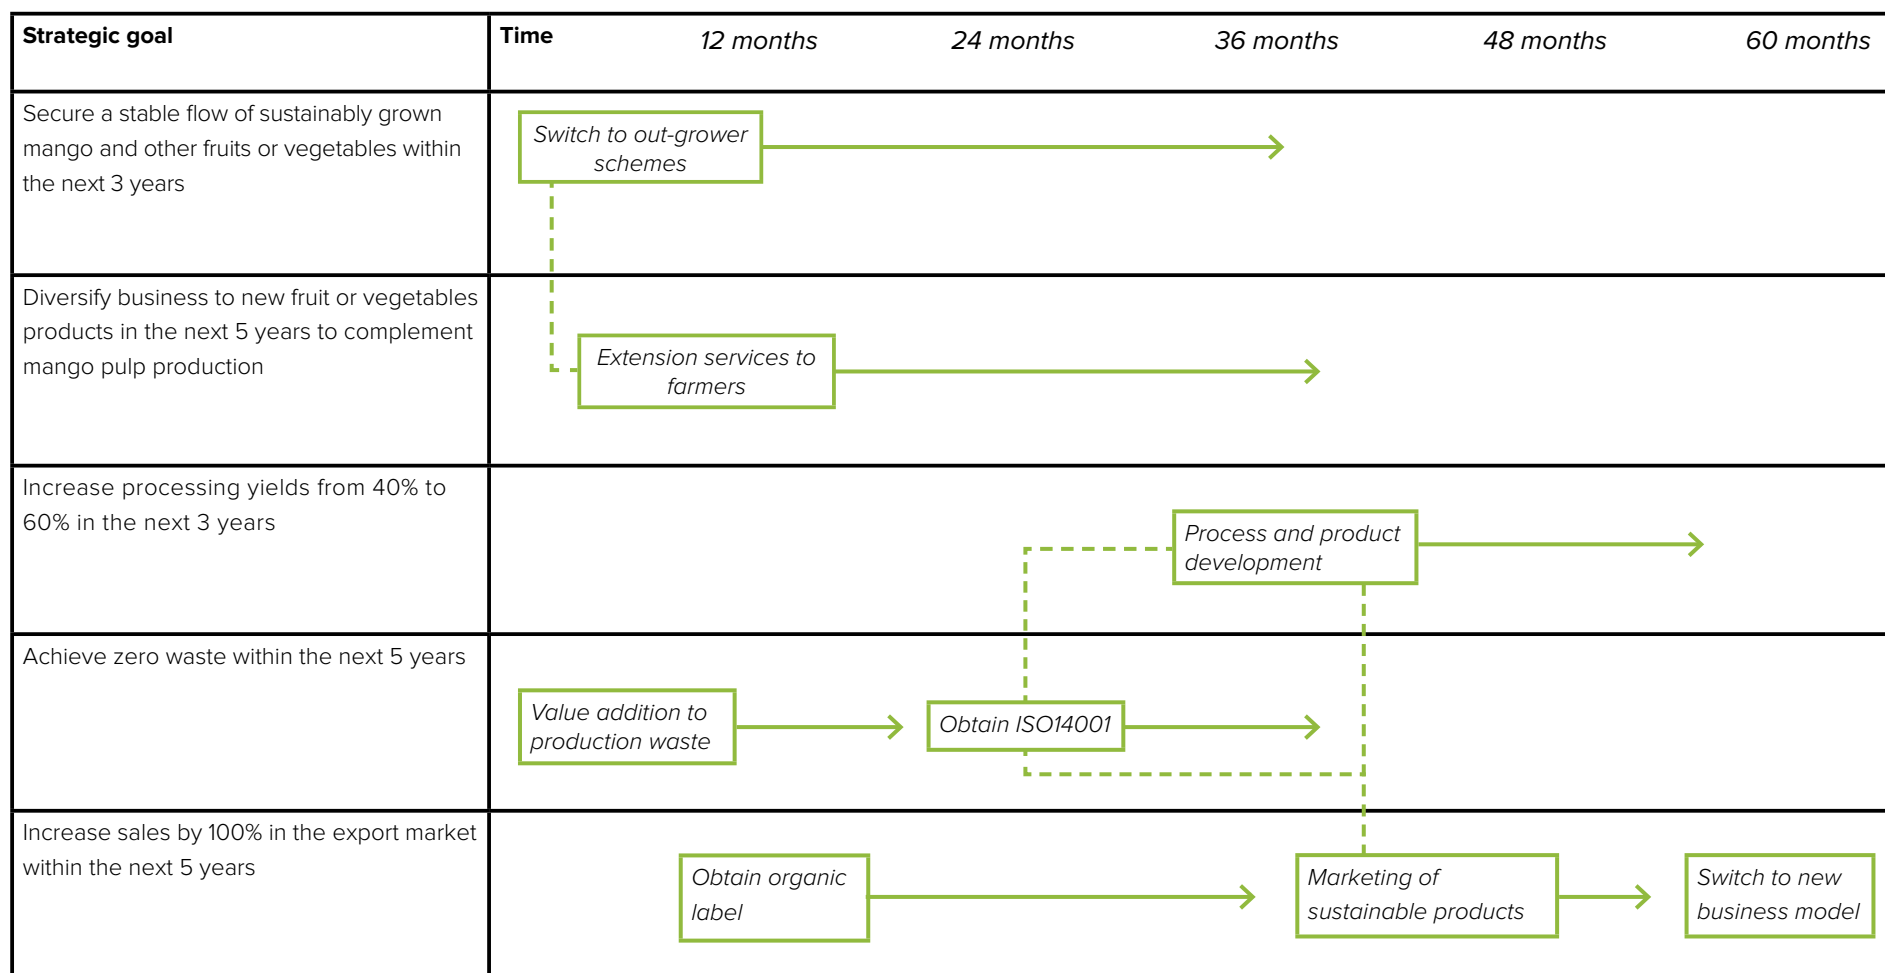 Strategic goal
Time
12 months
24 months
36 months
48 months
60 months
Secure a stable flow of sustainably grown
mango and other fruits or vegetables within
the next 3 years
Switch to out-grower
schemes
Diversify business to new fruit or vegetables
products in the next 5 years to complement
mango pulp production
Extension services to
farmers
Increase processing yields from 40% to
60% in the next 3 years
Process and product
development
Achieve zero waste within the next 5 years
Value addition to
production waste
Obtain ISO14001
Increase sales by 100% in the export market
within the next 5 years
Obtain organic
label
Marketing of
sustainable products
Switch to new
business model